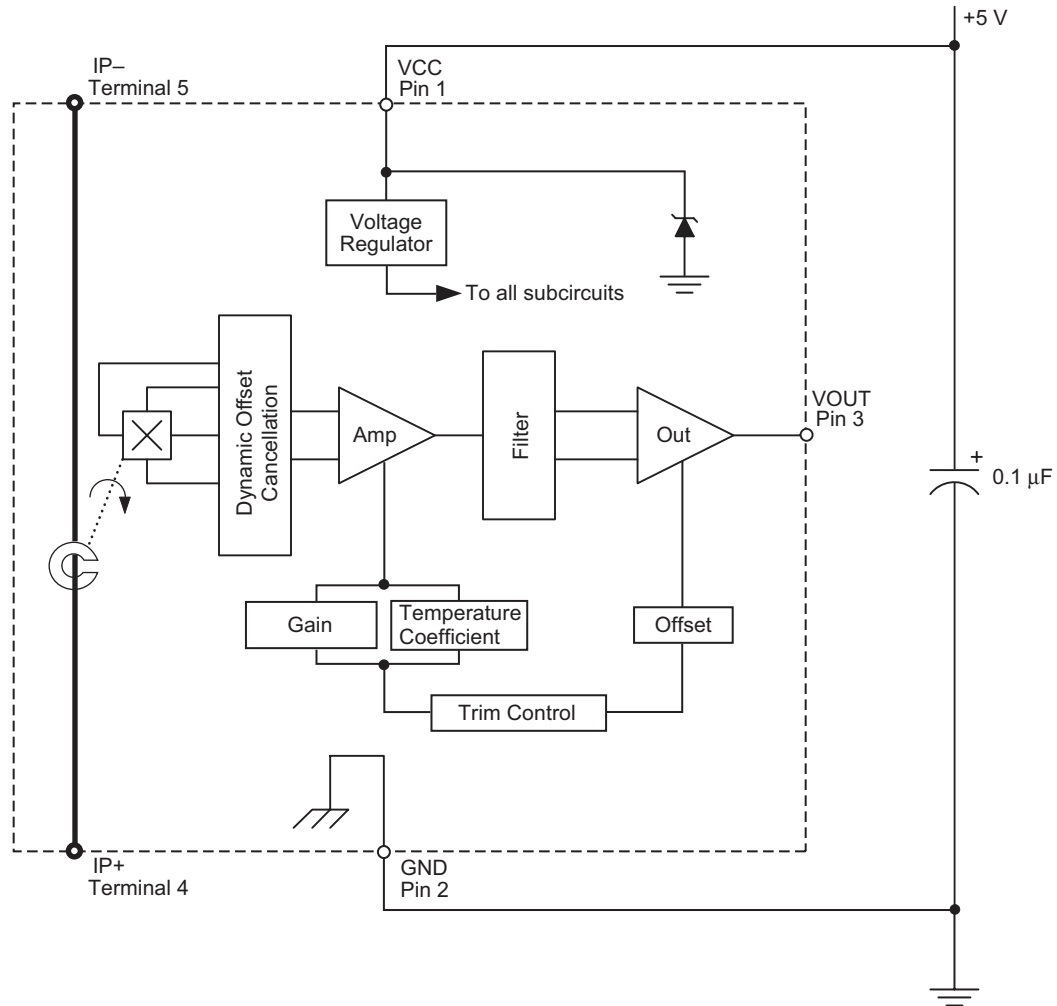 +5 V
IP–
Terminal 5
VCC
Pin 1
Voltage
Regulator
To all subcircuits
Dynamic Offset
Cancellation
Amp
Filter
Out
VOUT
Pin 3
+
0.1 µF
Gain
Temperature
Coefficient
Offset
Trim Control
IP+
Terminal 4
GND
Pin 2